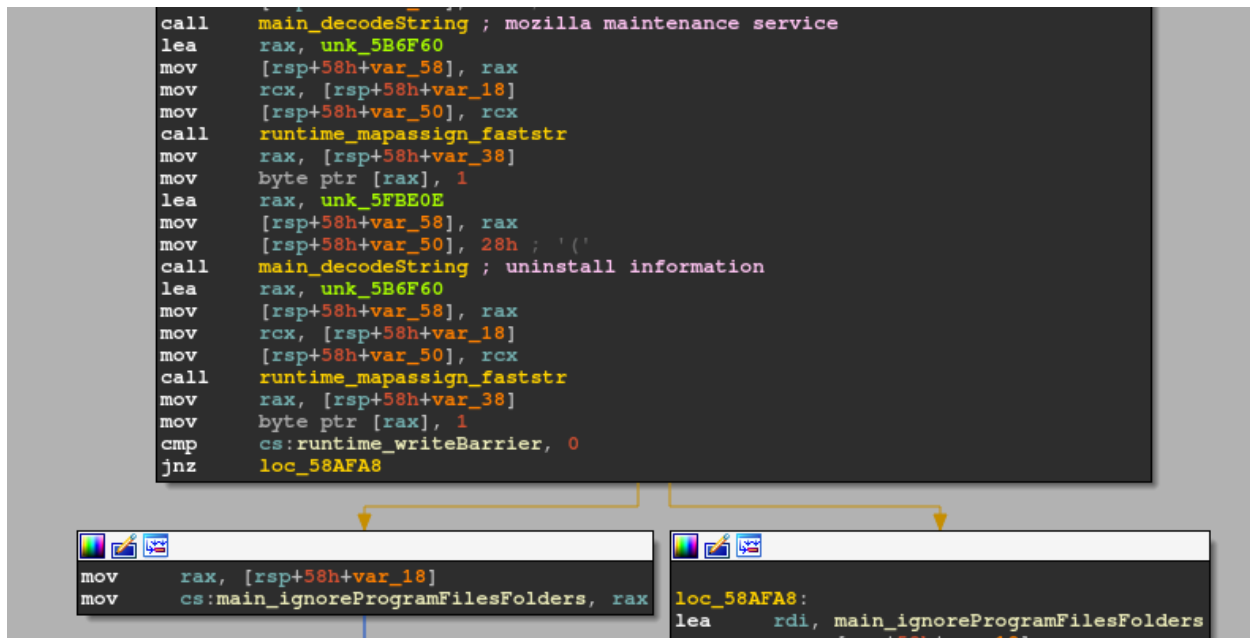 call main_decodeString ; mozilla maintenance service
lea rax, unk_5B6F60
mov [rsp+58h+var_58], rax
mov rcx, [rsp+58h+var_18]
mov [rsp+58h+var_50], rcx
call runtime_mapassign_faststr
mov rax, [rsp+58h+var_38]
mov byte ptr [rax], 1
lea rax, unk_5FBE0E
mov [rsp+58h+var_58], rax
mov [rsp+58h+var_50], 28h ; '('
call main_decodeString ; uninstall information
lea rax, unk_5B6F60
mov [rsp+58h+var_58], rax
mov rcx, [rsp+58h+var_18]
mov [rsp+58h+var_50], rcx
call runtime_mapassign_faststr
mov rax, [rsp+58h+var_38]
mov byte ptr [rax], 1
cmp cs:runtime_writeBarrier, 0
jnz loc_58AFA8
mov rax, [rsp+58h+var_18]
mov cs:main_ignoreProgramFilesFolders, rax
loc_58AFA8:
lea rdi, main_ignoreProgramFilesFolders